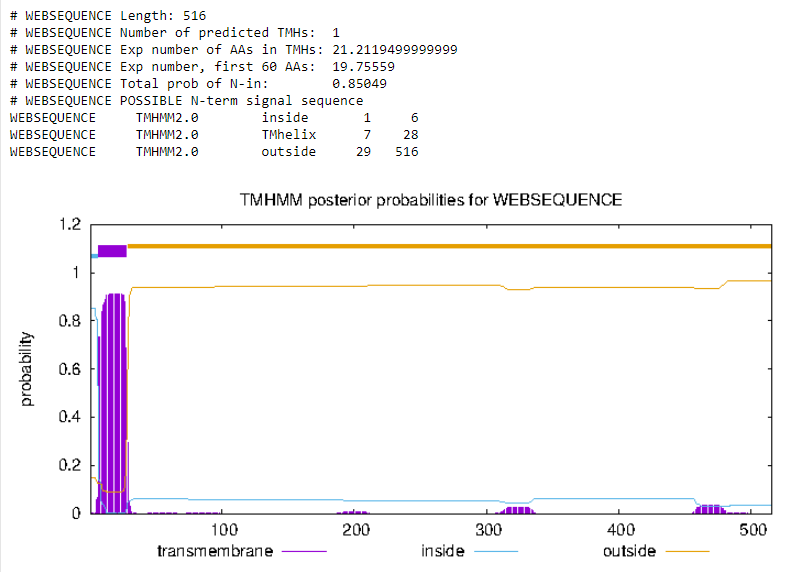 # WEBSEQUENCE Length: 516
# WEBSEQUENCE Number of predicted TMHs:  1
# WEBSEQUENCE Exp number of AAs in TMHs: 21.2119499999999
# WEBSEQUENCE Exp number, first 60 AAs:  19.75559
# WEBSEQUENCE Total prob of N-in:        0.85049
# WEBSEQUENCE POSSIBLE N-term signal sequence
WEBSEQUENCE     TMHMM2.0        inside       1     6
WEBSEQUENCE     TMHMM2.0        TMhelix      7    28
WEBSEQUENCE     TMHMM2.0        outside     29   516
TMHMM posterior probabilities for WEBSEQUENCE
1.2
1
0.8
0.6
0.4
0.2
0
probability
100 200 300 400 500
transmembrane inside outside